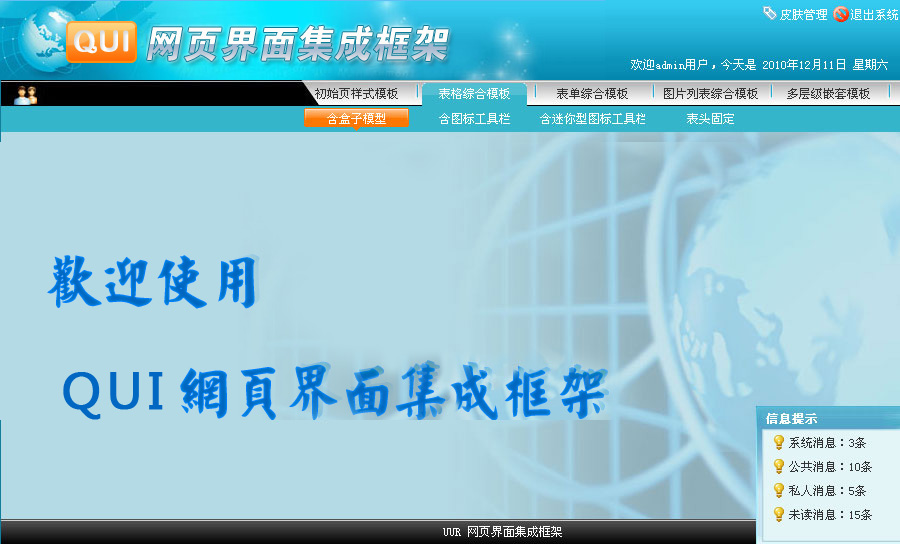 皮肤管理 退出系统
QUI 网页界面集成框架
欢迎admin用户，今天是 2010年12月11日 星期六
初始页样式模板 表格综合模板 表单综合模板 图片列表综合模板 多层级嵌套模板
含盒子模型 含图标工具栏 含迷你型图标工具栏 表头固定
歡迎使用
QUI 網頁界面集成框架
信息提示
系统消息：3条
公共消息：10条
私人消息：5条
未读消息：15条
UUR 网页界面集成框架